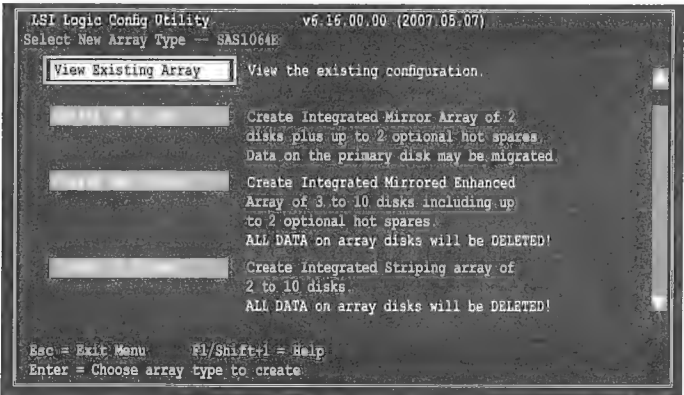 LSI Logic Config Utility v6.16.00.00 (2007.05.07)
Select New Array Type -- SAS1064E
View Existing Array View the existing configuration.
Create Integrated Mirror Array of 2
disks plus up to 2 optional hot spares.
Data on the primary disk may be migrated.
Create Integrated Mirrored Enhanced
Array of 3 to 10 disks including up
to 2 optional hot spares.
ALL DATA on array disks will be DELETED!
Create Integrated Striping array of
2 to 10 disks.
ALL DATA on array disks will be DELETED!
Esc = Exit Menu F1/Shift+1 = Help
Enter = Choose array type to create